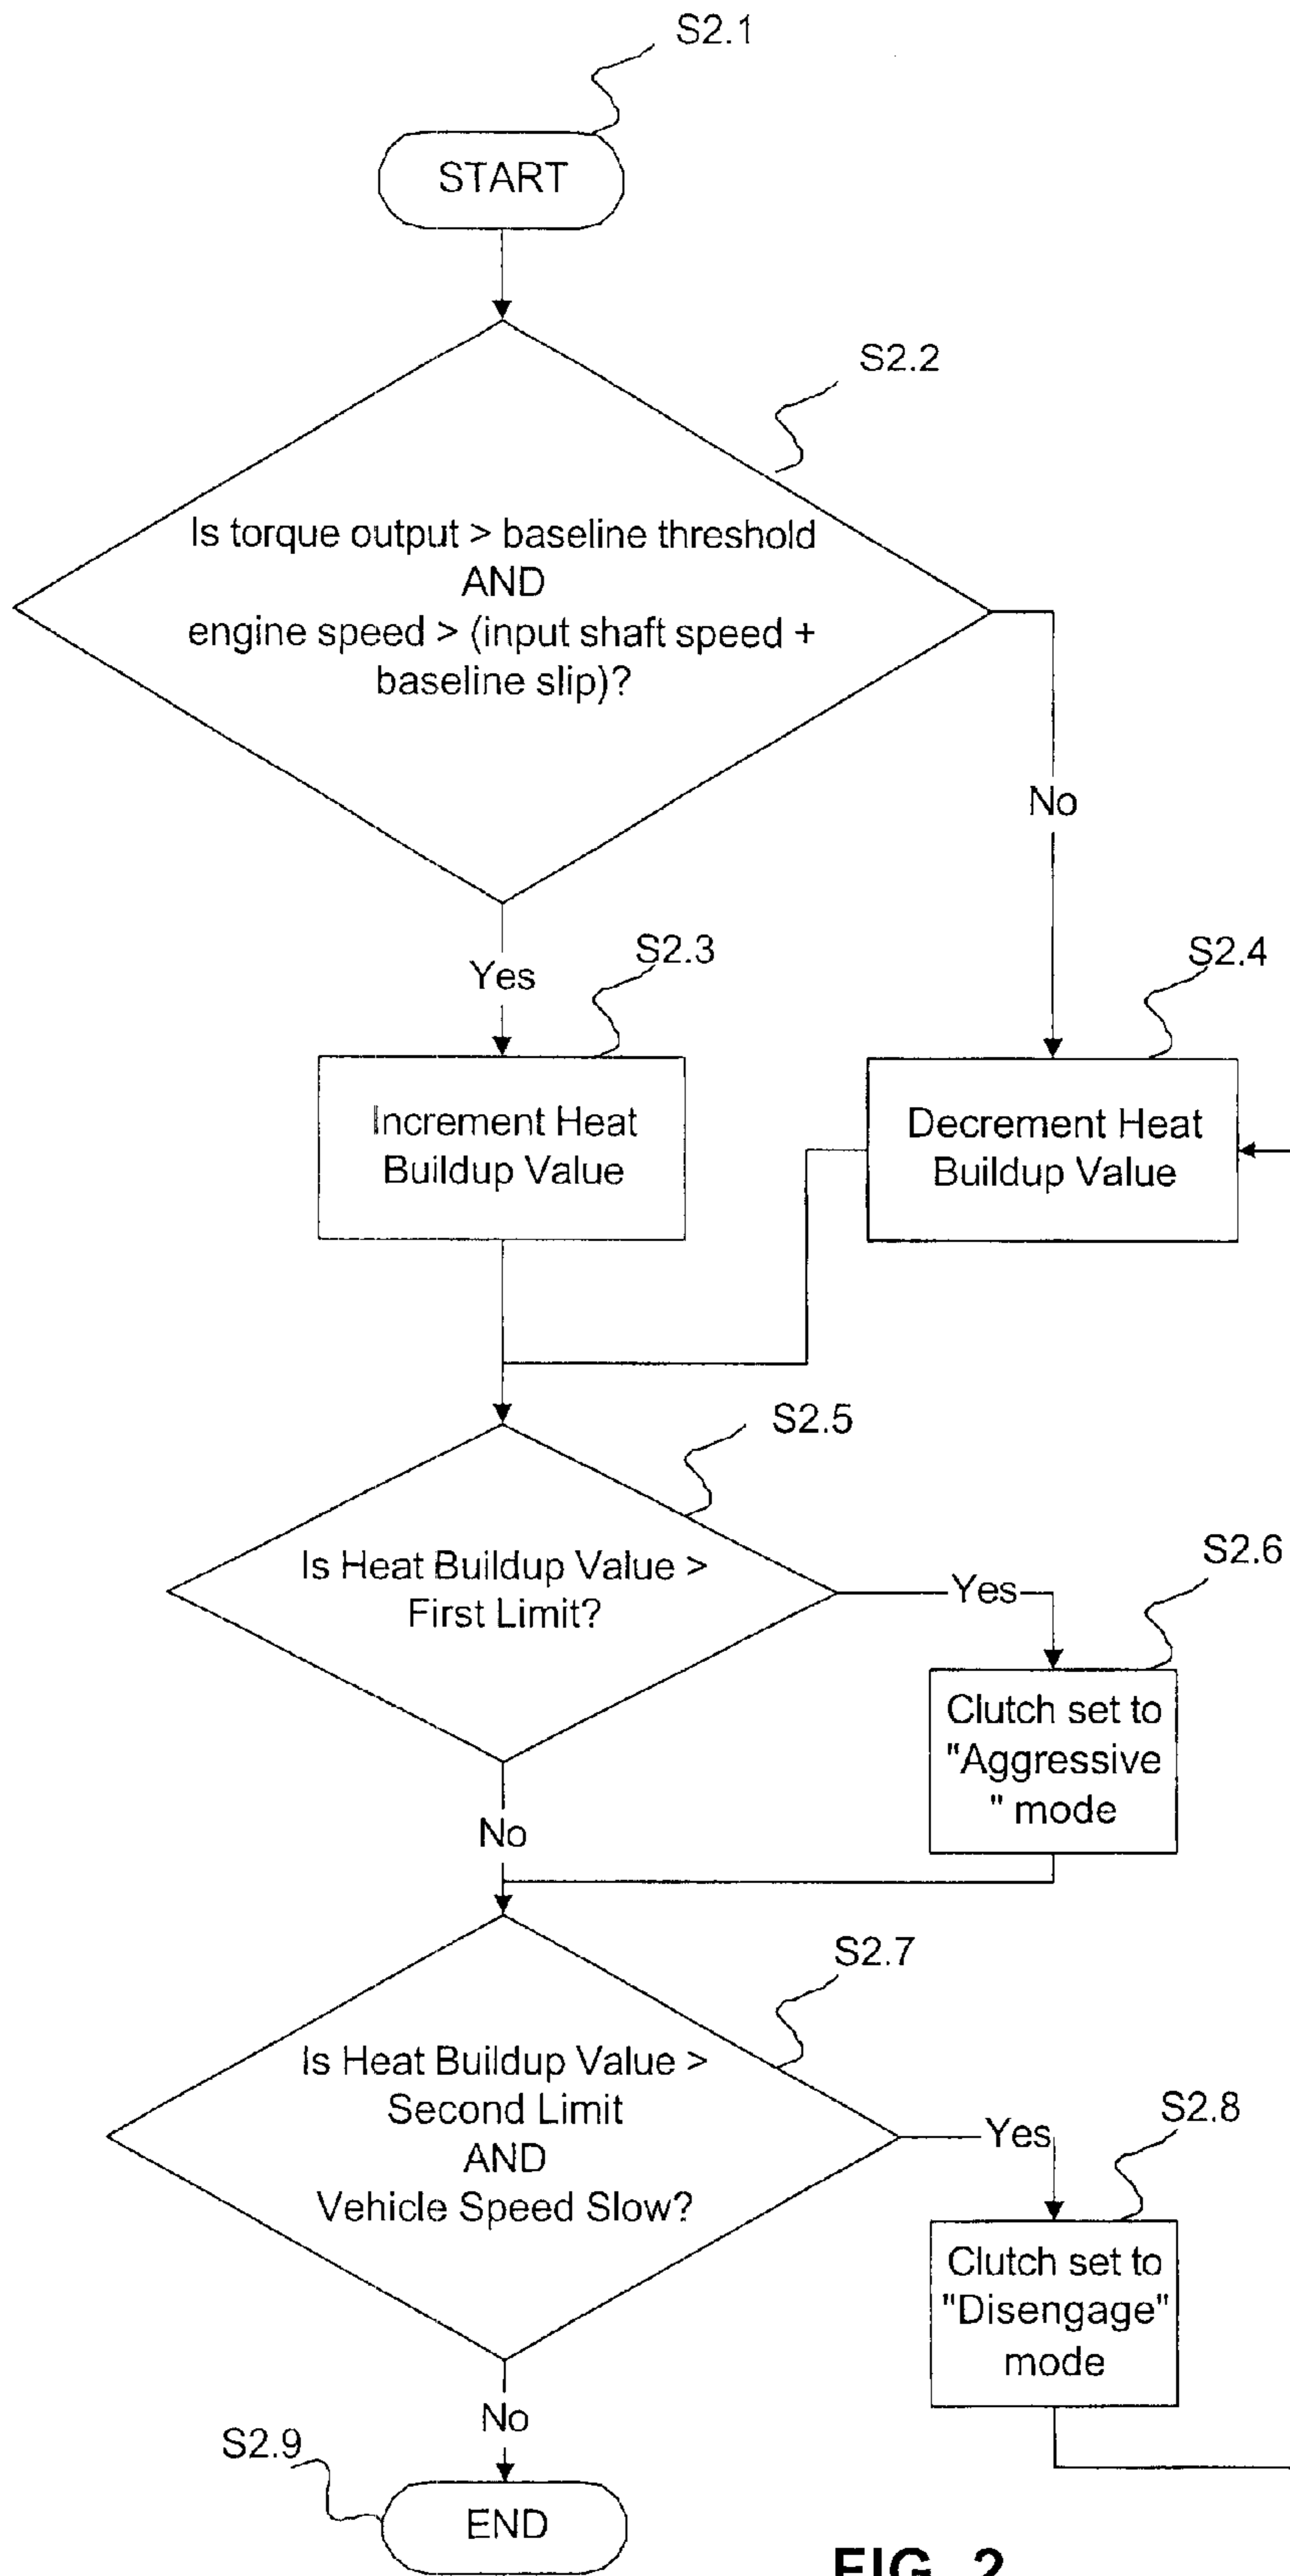 S2.1
START
S2.2
Is torque output > baseline threshold
AND
engine speed > (input shaft speed +
baseline slip)?
No
Yes
S2.3
S2.4
Increment Heat
Buildup Value
Decrement Heat
Buildup Value
S2.5
Is Heat Buildup Value >
First Limit?
Yes
S2.6
Clutch set to
"Aggressive
" mode
No
S2.7
Is Heat Buildup Value >
Second Limit
AND
Vehicle Speed Slow?
Yes
S2.8
Clutch set to
"Disengage"
mode
No
S2.9
END
FIG. 2